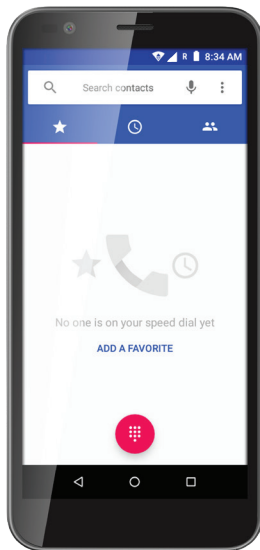 R 8:34 AM
Search contacts
No one is on your speed dial yet
ADD A FAVORITE